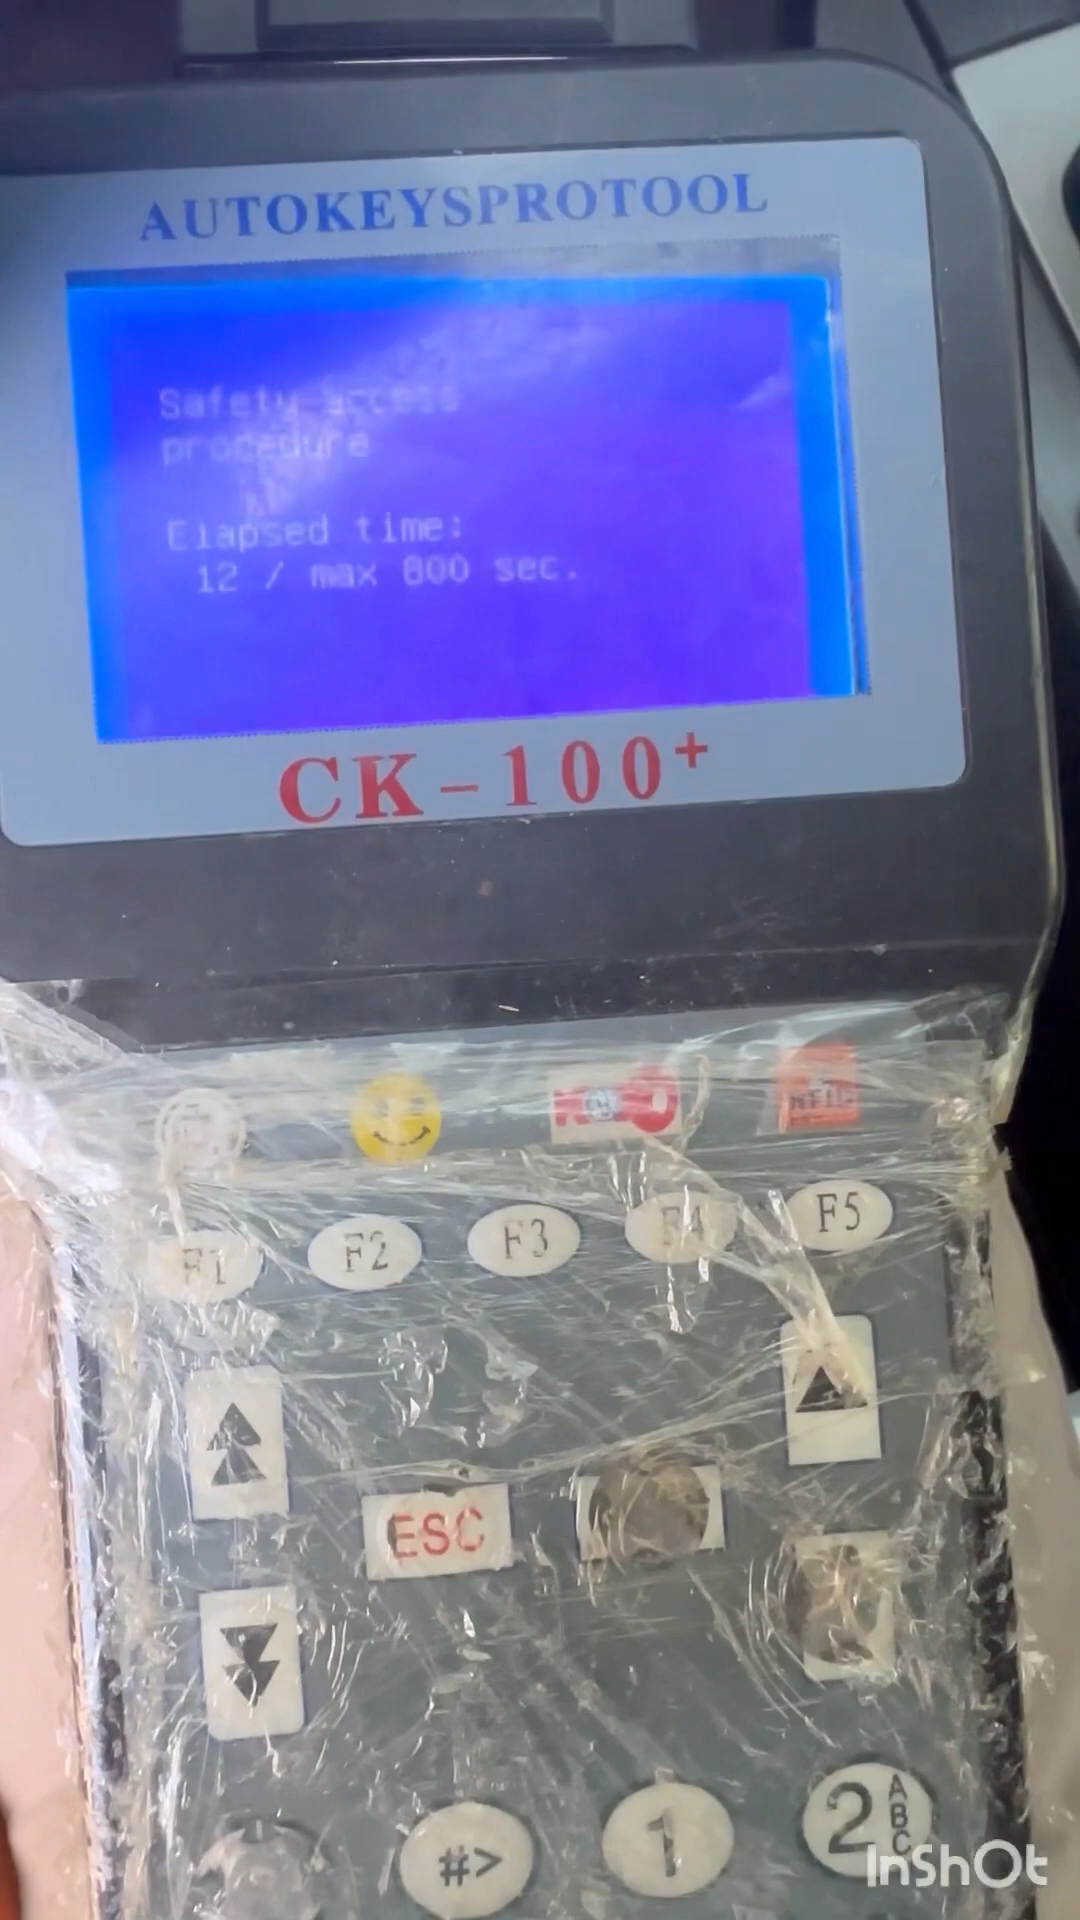 AUTOKEYSPROTOOL
Safety access
procedure
Elapsed time:
12 / max 800 sec.
CK-100+
F1 F2 F3 F4 F5
ESC
#> 1 2 ABC
InShOt